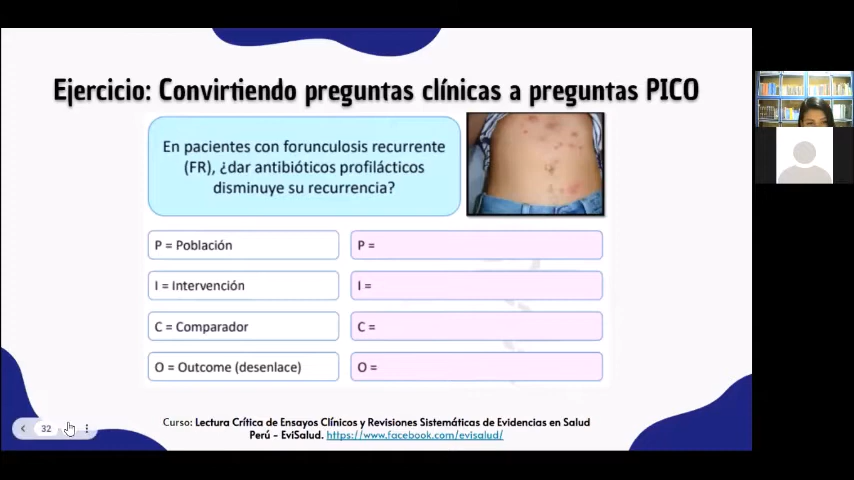 Ejercicio: Convirtiendo preguntas clínicas a preguntas PICO
En pacientes con forunculosis recurrente
(FR), ¿dar antibióticos profilácticos
disminuye su recurrencia?
P = Población
P =
I = Intervención
I =
C = Comparador
C =
O = Outcome (desenlace)
O =
32
Curso: Lectura Crítica de Ensayos Clínicos y Revisiones Sistemáticas de Evidencias en Salud
Perú - EviSalud. https://www.facebook.com/evisalud/